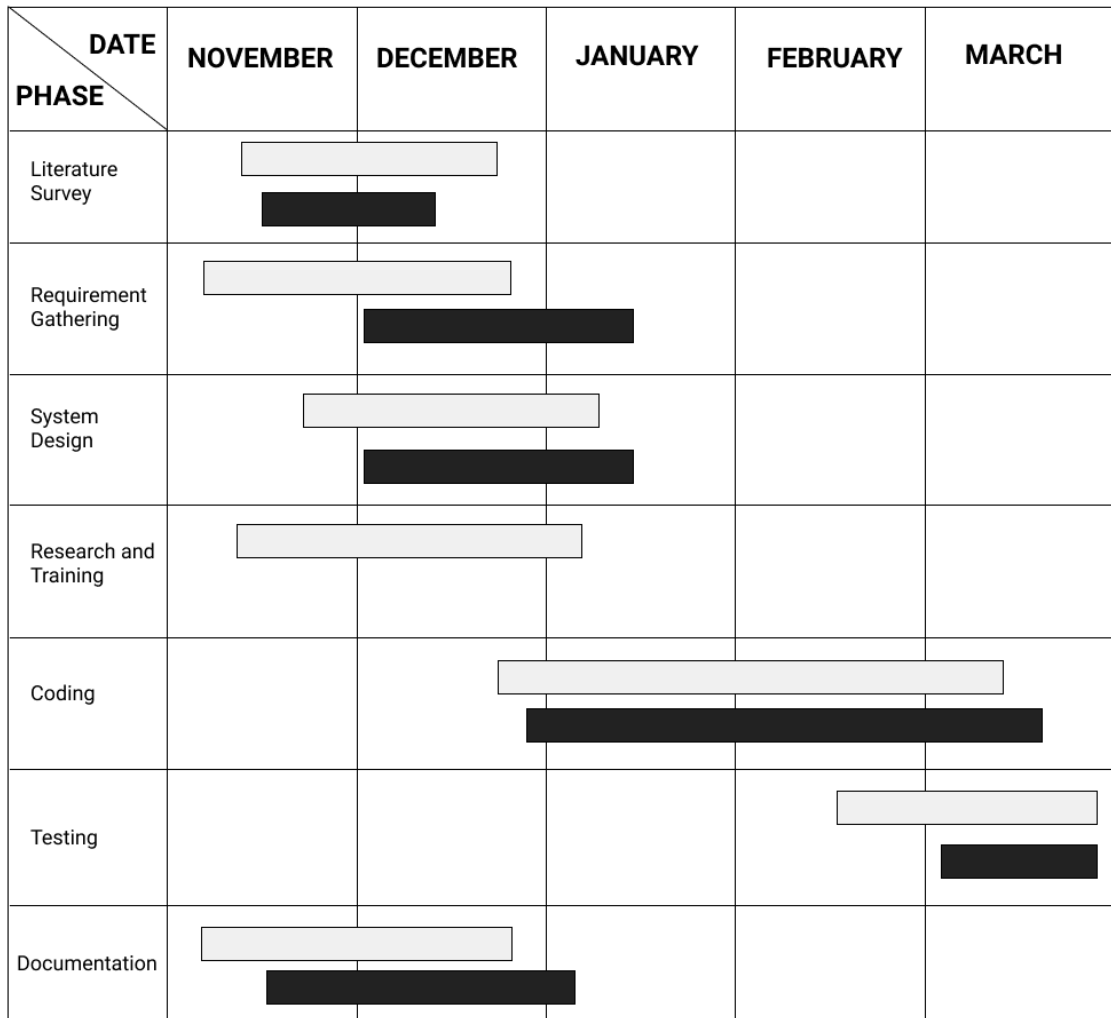 DATE
PHASE
NOVEMBER
DECEMBER
JANUARY
FEBRUARY
MARCH
Literature
Survey
Requirement
Gathering
System
Design
Research and
Training
Coding
Testing
Documentation